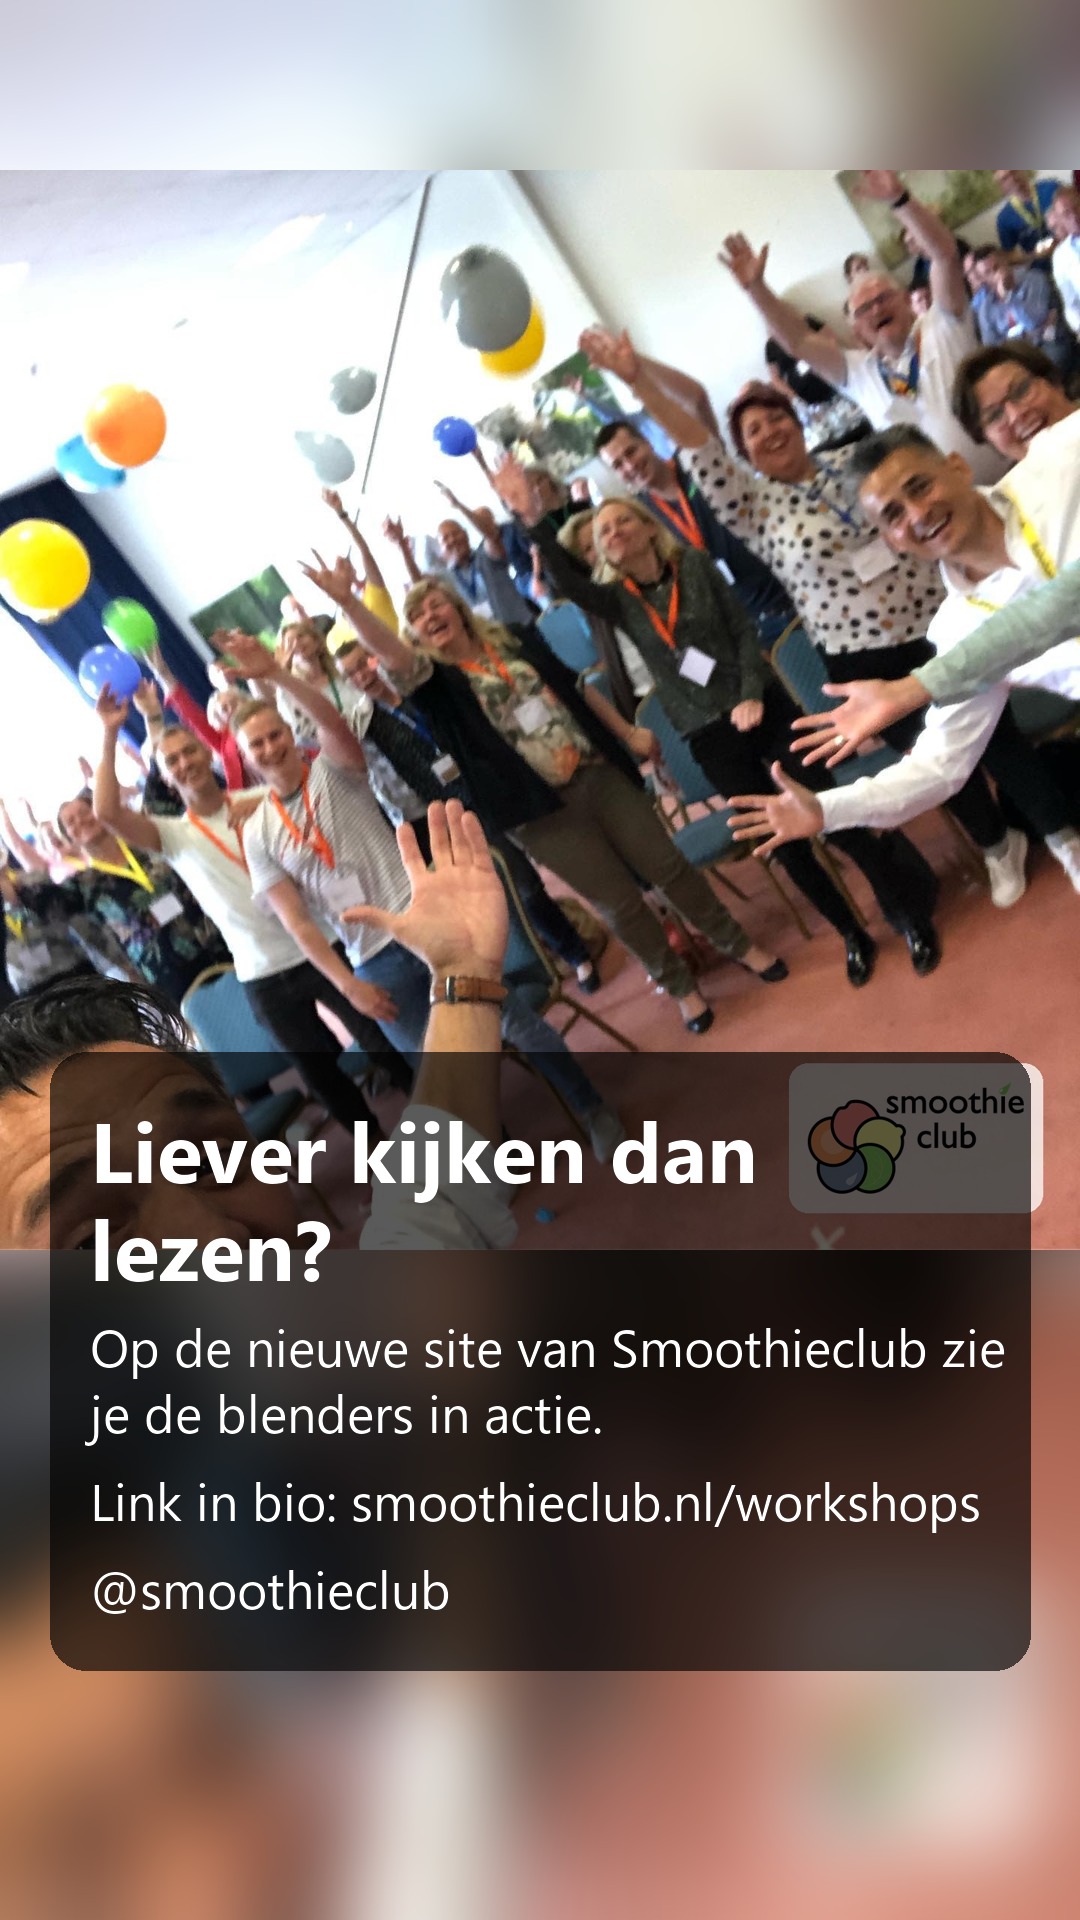 smoothie
club
Liever kijken dan
lezen?
Op de nieuwe site van Smoothieclub zie
je de blenders in actie.
Link in bio: smoothieclub.nl/workshops
@smoothieclub